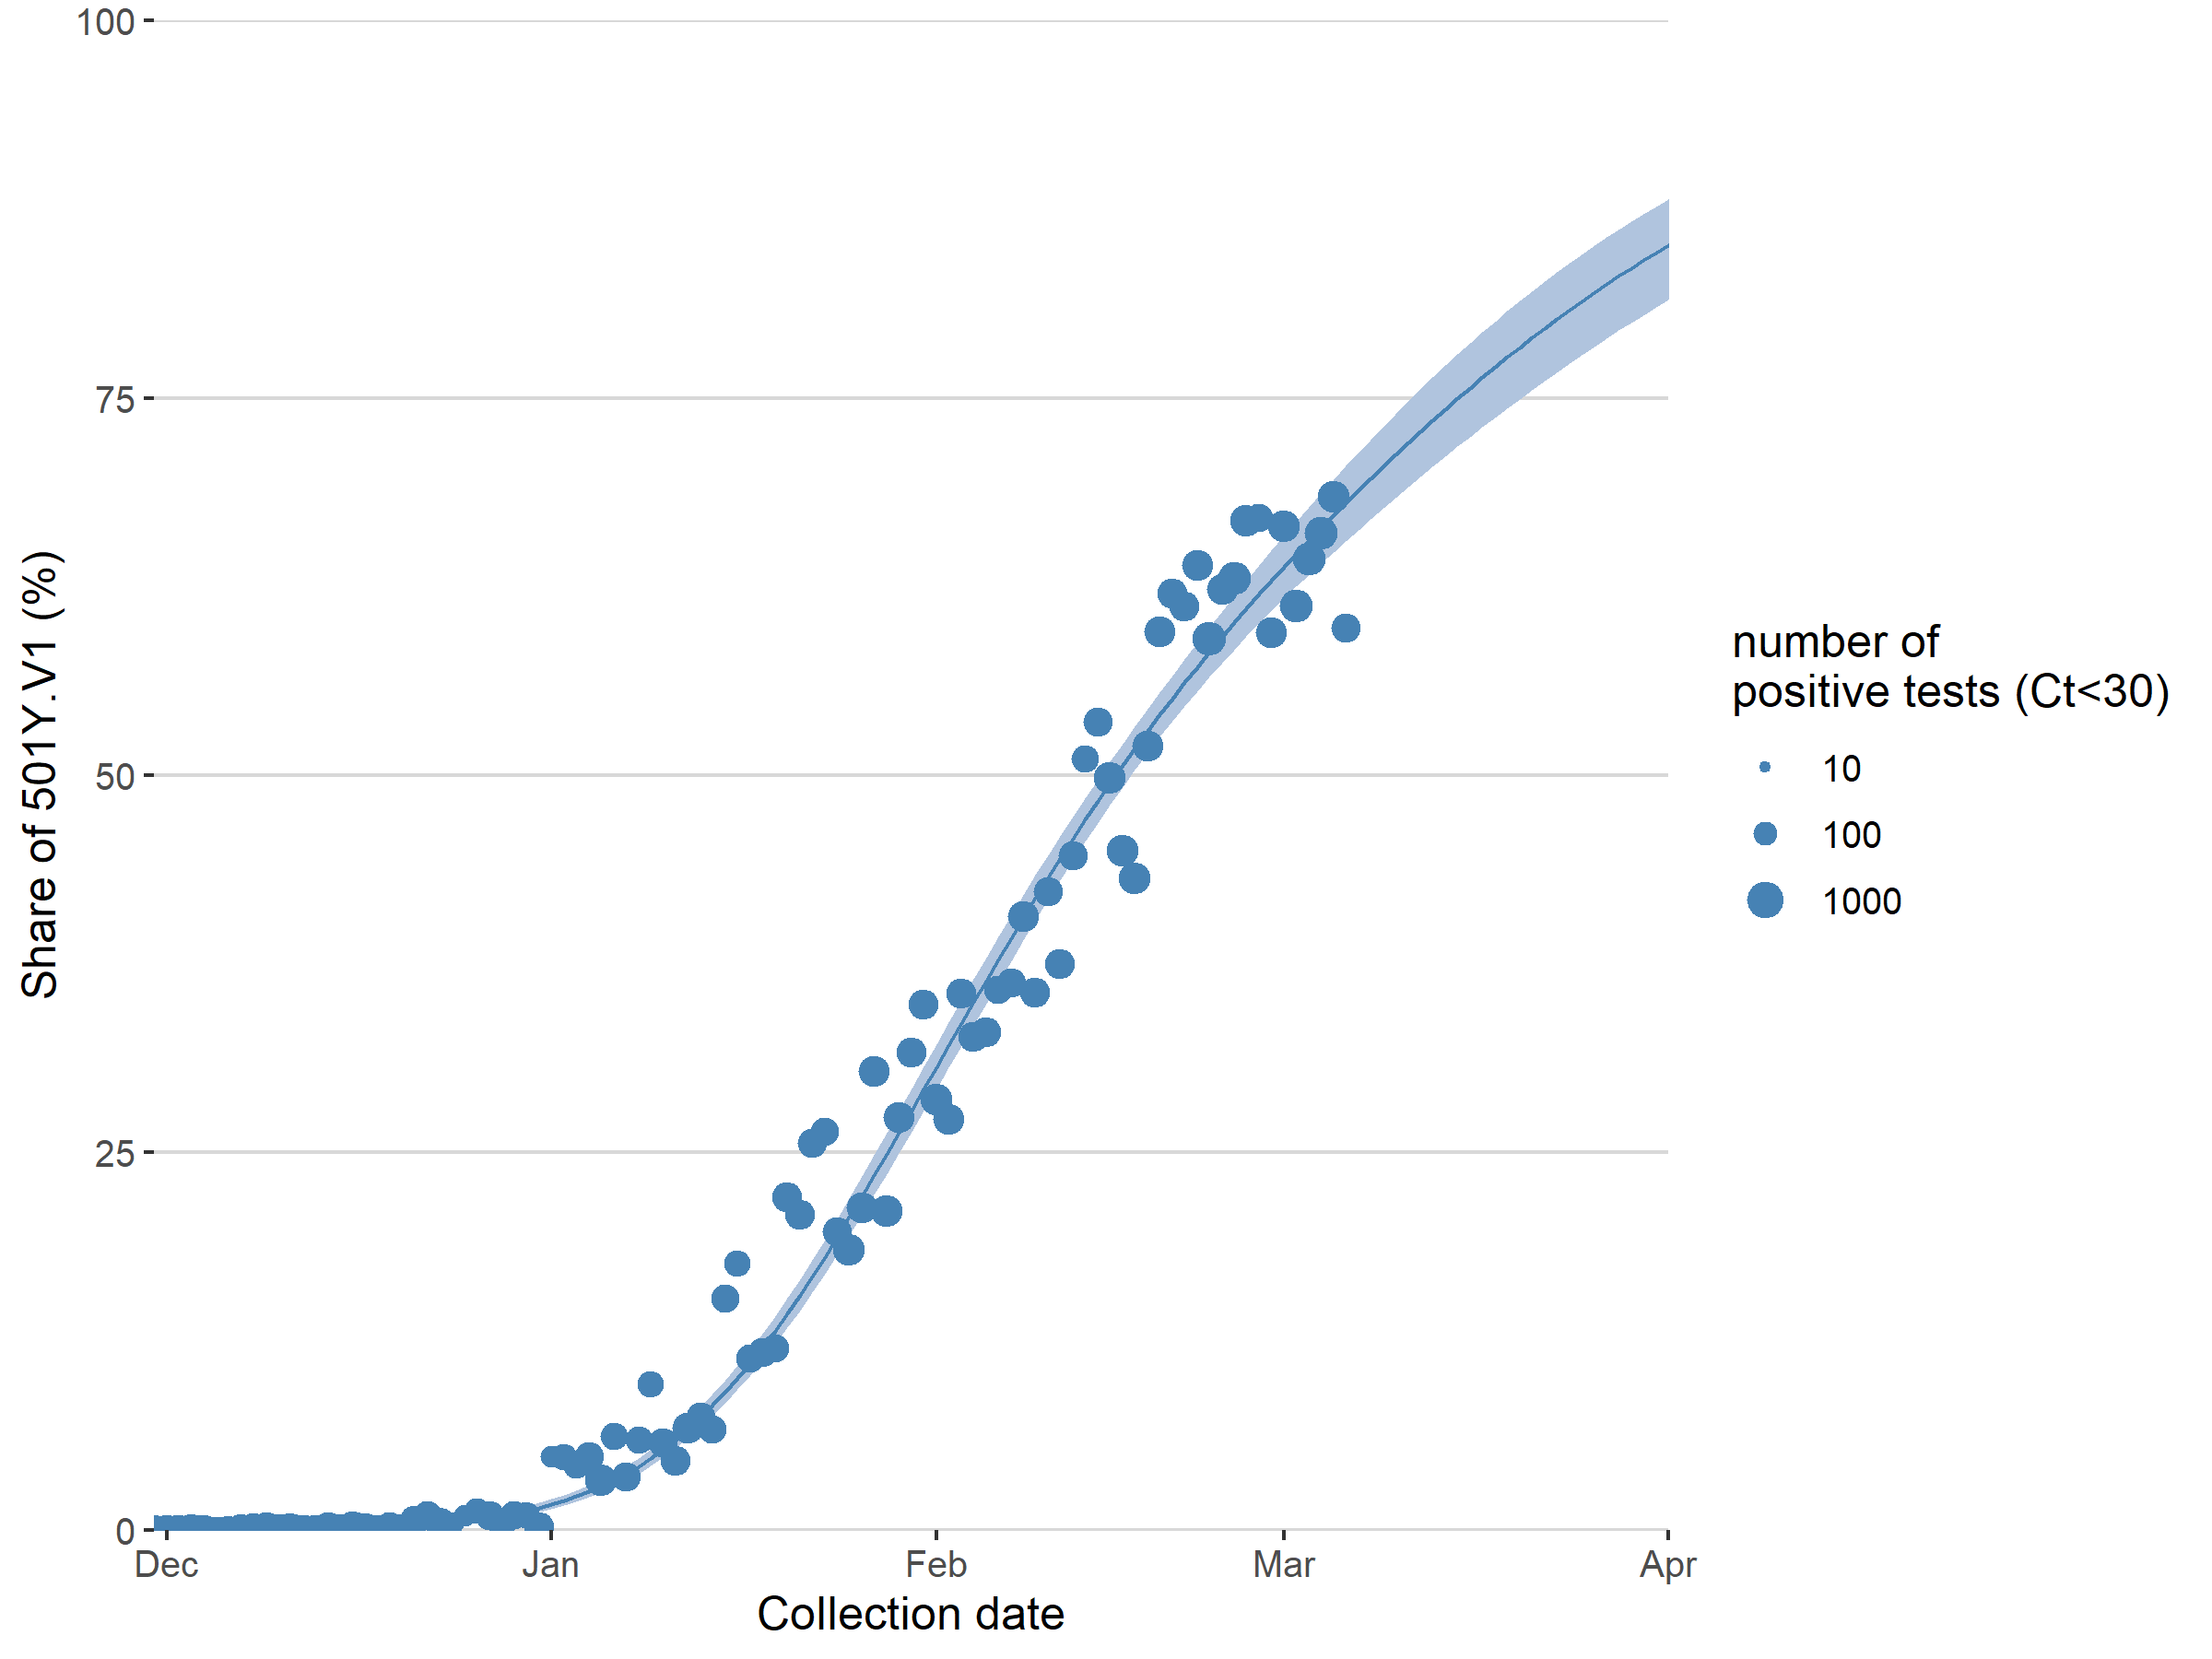 100
75
50
25
0
Share of 501Y.V1 (%)
Dec
Jan
Feb
Mar
Apr
Collection date
number of
positive tests (Ct<30)
10
100
1000